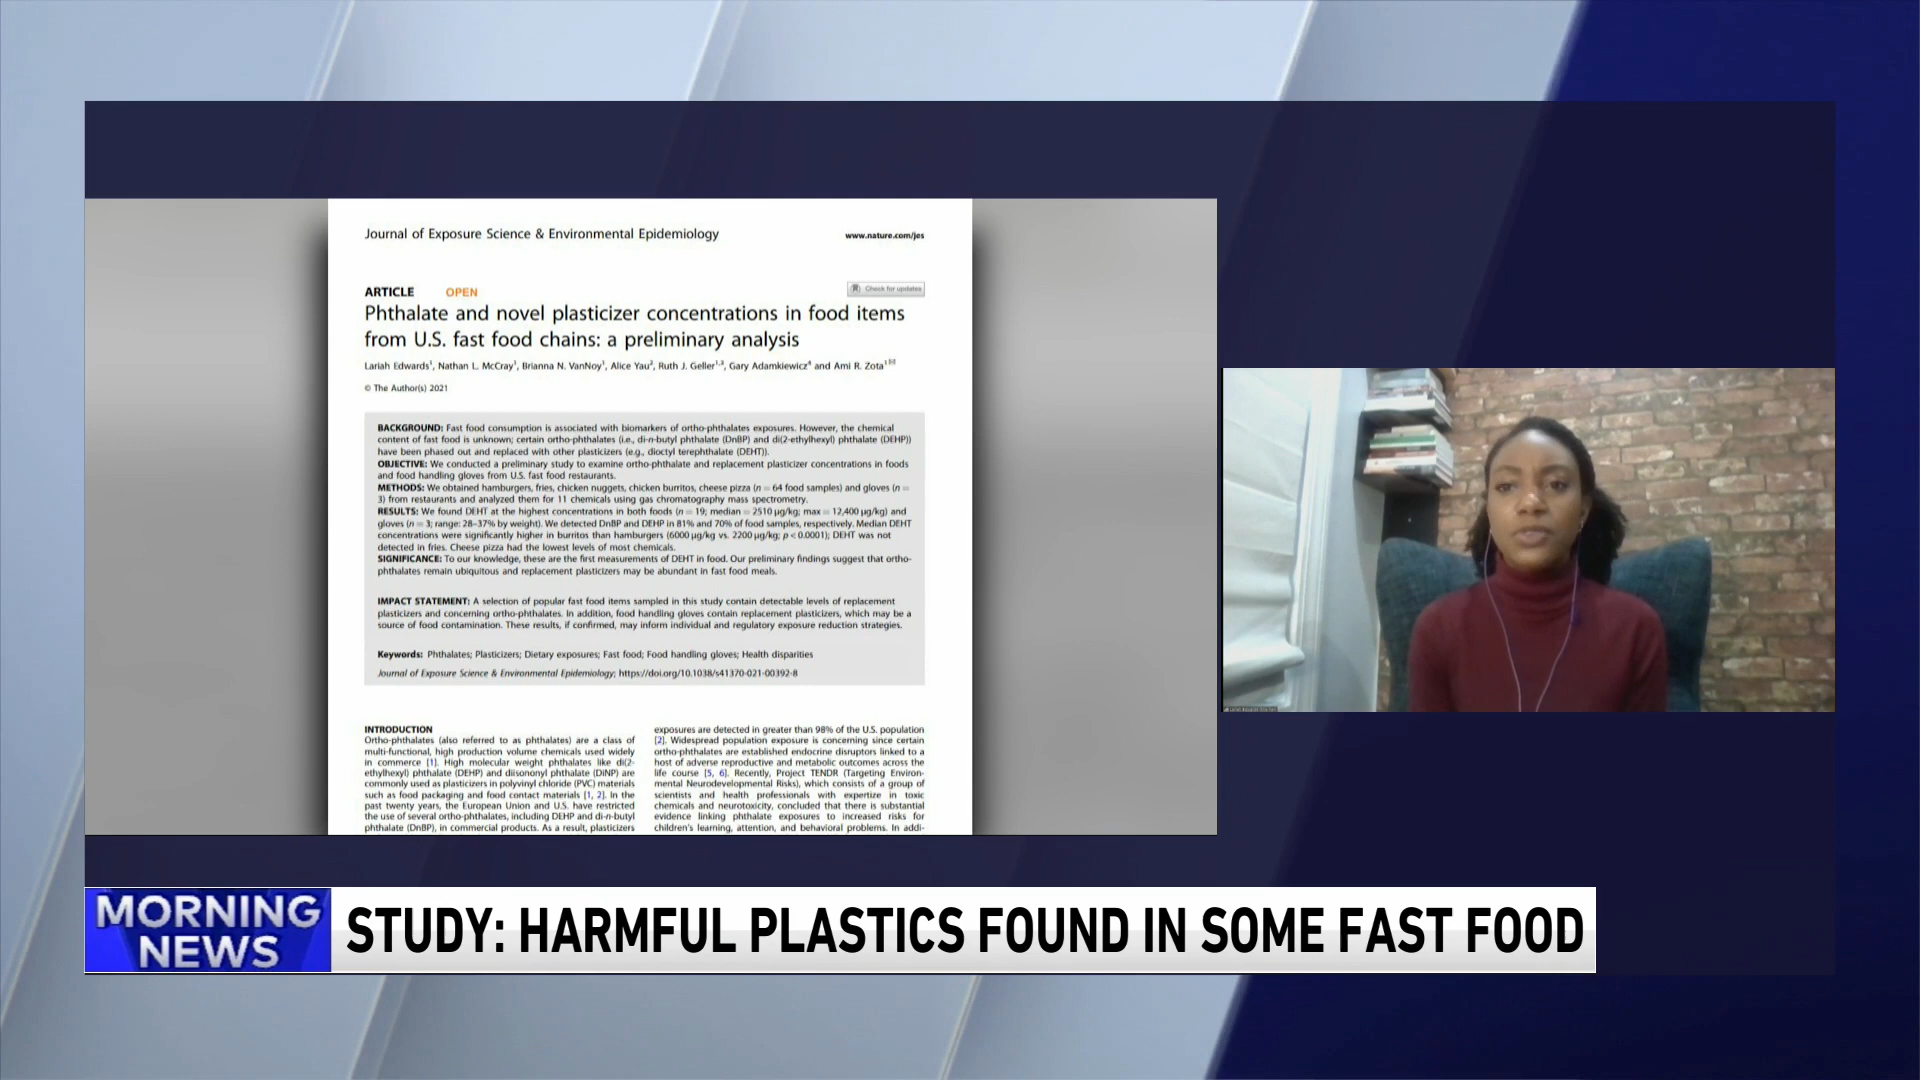 Journal of Exposure Science & Environmental Epidemiology
www.nature.com/jes
ARTICLE OPEN
Check for updates
Phthalate and novel plasticizer concentrations in food items
from U.S. fast food chains: a preliminary analysis
Lariah Edwards¹, Nathan L. McCray¹, Brianna N. VanNoy¹, Alice Yau², Ruth J. Geller¹,³, Gary Adamkiewicz⁴ and Ami R. Zota¹✉
© The Author(s) 2021
BACKGROUND: Fast food consumption is associated with biomarkers of ortho-phthalates exposures. However, the chemical
content of fast food is unknown; certain ortho-phthalates (i.e., di-n-butyl phthalate (DnBP) and di(2-ethylhexyl) phthalate (DEHP))
have been phased out and replaced with other plasticizers (e.g., dioctyl terephthalate (DEHT)).
OBJECTIVE: We conducted a preliminary study to examine ortho-phthalate and replacement plasticizer concentrations in foods
and food handling gloves from U.S. fast food restaurants.
METHODS: We obtained hamburgers, fries, chicken nuggets, chicken burritos, cheese pizza (n = 64 food samples) and gloves (n =
3) from restaurants and analyzed them for 11 chemicals using gas chromatography mass spectrometry.
RESULTS: We found DEHT at the highest concentrations in both foods (n = 19; median = 2510 µg/kg; max = 12,400 µg/kg) and
gloves (n = 3; range: 28–37% by weight). We detected DnBP and DEHP in 81% and 70% of food samples, respectively. Median DEHT
concentrations were significantly higher in burritos than hamburgers (6000 µg/kg vs. 2200 µg/kg; p < 0.0001); DEHT was not
detected in fries. Cheese pizza had the lowest levels of most chemicals.
SIGNIFICANCE: To our knowledge, these are the first measurements of DEHT in food. Our preliminary findings suggest that ortho-
phthalates remain ubiquitous and replacement plasticizers may be abundant in fast food meals.
IMPACT STATEMENT: A selection of popular fast food items sampled in this study contain detectable levels of replacement
plasticizers and concerning ortho-phthalates. In addition, food handling gloves contain replacement plasticizers, which may be a
source of food contamination. These results, if confirmed, may inform individual and regulatory exposure reduction strategies.
Keywords: Phthalates; Plasticizers; Dietary exposures; Fast food; Food handling gloves; Health disparities
Journal of Exposure Science & Environmental Epidemiology; https://doi.org/10.1038/s41370-021-00392-8
INTRODUCTION
Ortho-phthalates (also referred to as phthalates) are a class of
multi-functional, high production volume chemicals used widely
in commerce [1]. High molecular weight phthalates like di(2-
ethylhexyl) phthalate (DEHP) and diisononyl phthalate (DINP) are
commonly used as plasticizers in polyvinyl chloride (PVC) materials
such as food packaging and food contact materials [1, 2]. In the
past twenty years, the European Union and U.S. have restricted
the use of several ortho-phthalates, including DEHP and di-n-butyl
phthalate (DnBP), in commercial products. As a result, plasticizers
exposures are detected in greater than 98% of the U.S. population
[2]. Widespread population exposure is concerning since certain
ortho-phthalates are established endocrine disruptors linked to a
host of adverse reproductive and metabolic outcomes across the
life course [5, 6]. Recently, Project TENDR (Targeting Environ-
mental Neurodevelopmental Risks), which consists of a group of
scientists and health professionals with expertize in toxic
chemicals and neurotoxicity, concluded that there is substantial
evidence linking phthalate exposures to increased risks for
children's learning, attention, and behavioral problems. In addi-
MORNING
NEWS
STUDY: HARMFUL PLASTICS FOUND IN SOME FAST FOOD